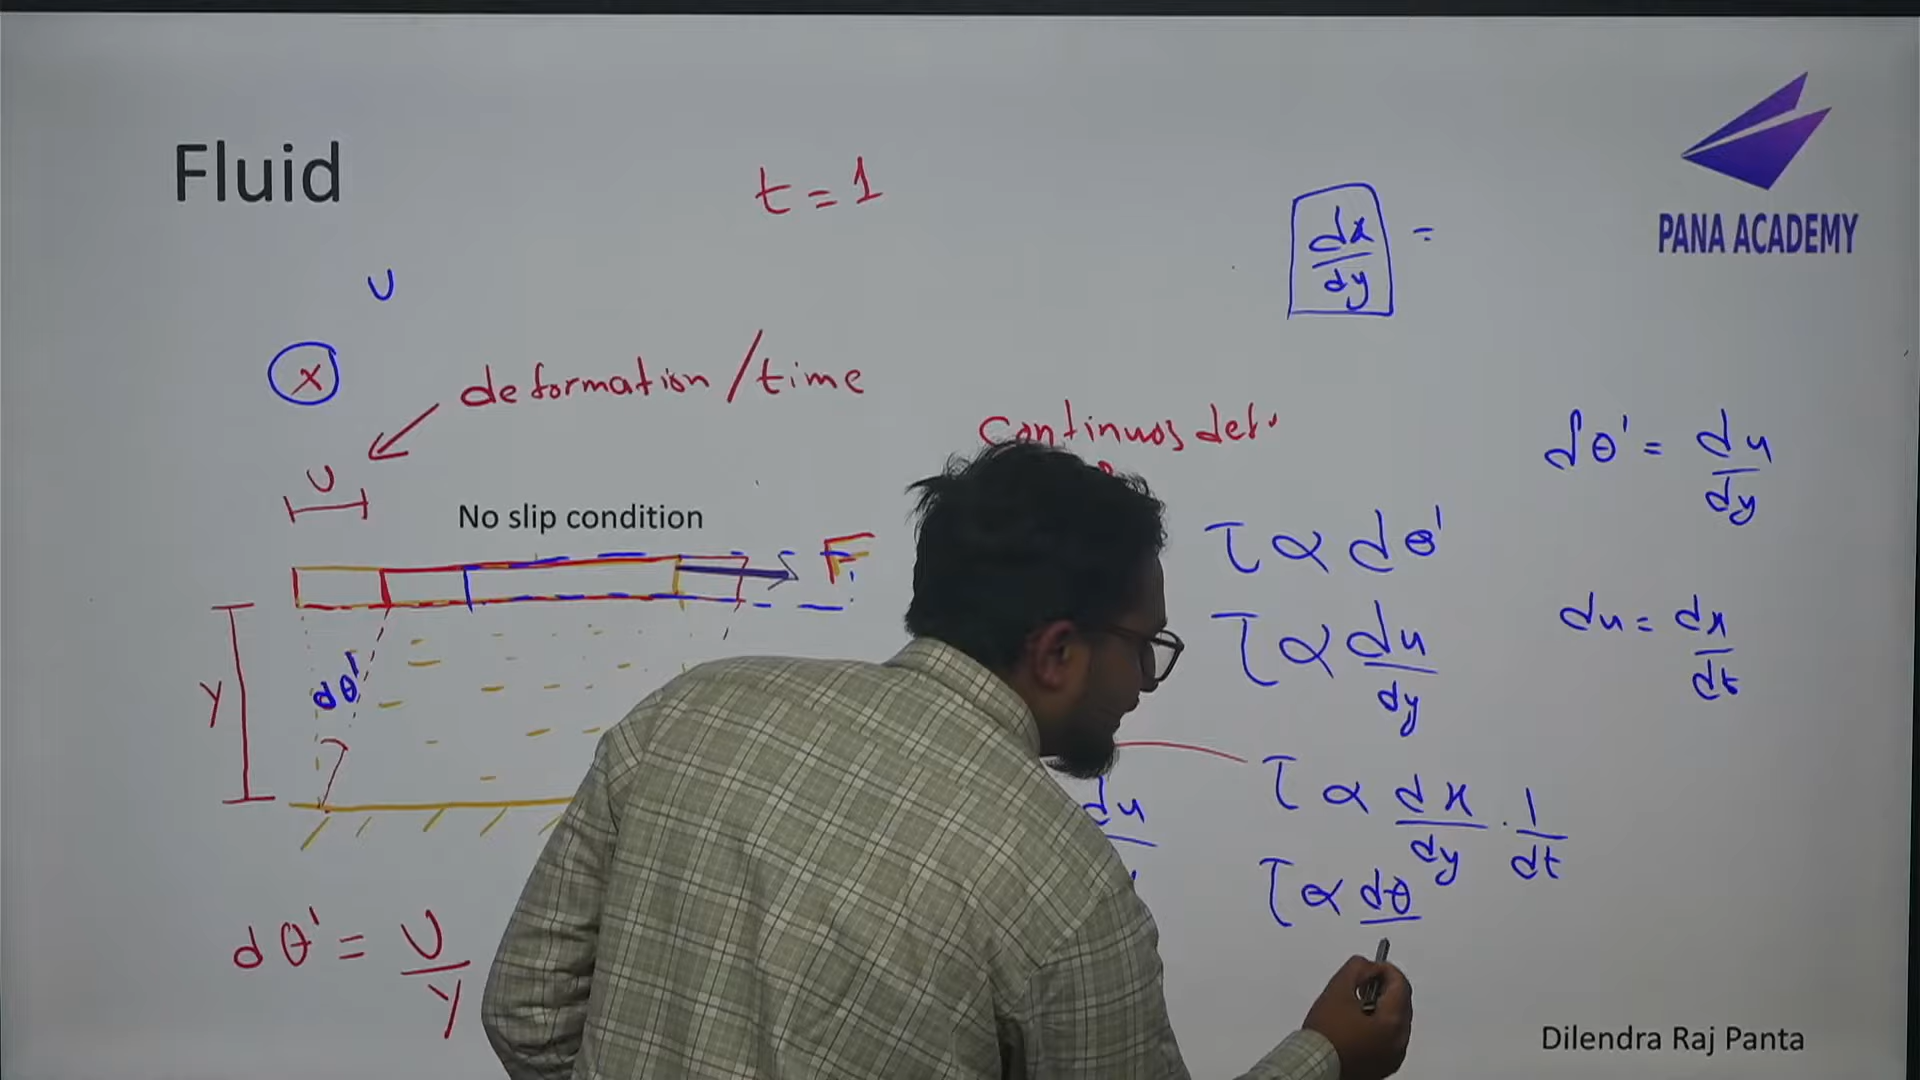 Fluid
t = 1
dx/dy =
PANA ACADEMY
U
x
deformation/time
Continuos def.
dθ' = du/dy
U
No slip condition
F
τ ∝ dθ'
du = dx/dt
τ ∝ du/dy
y
dθ'
τ ∝ dx/dy . 1/dt
du
τ ∝ dθ
dθ' = U/y
Dilendra Raj Panta